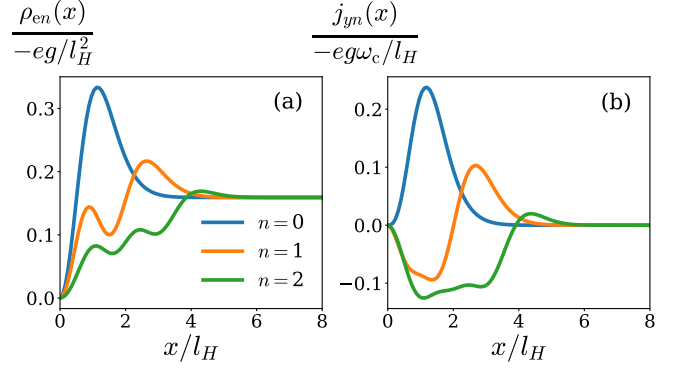 ρ_en(x) / −eg/l_H^2
j_yn(x) / −egω_c/l_H
(a)
0.3
0.2
0.1
0.0
n = 0
n = 1
n = 2
0 2 4 6 8
x/l_H
(b)
0.2
0.1
0.0
−0.1
0 2 4 6 8
x/l_H